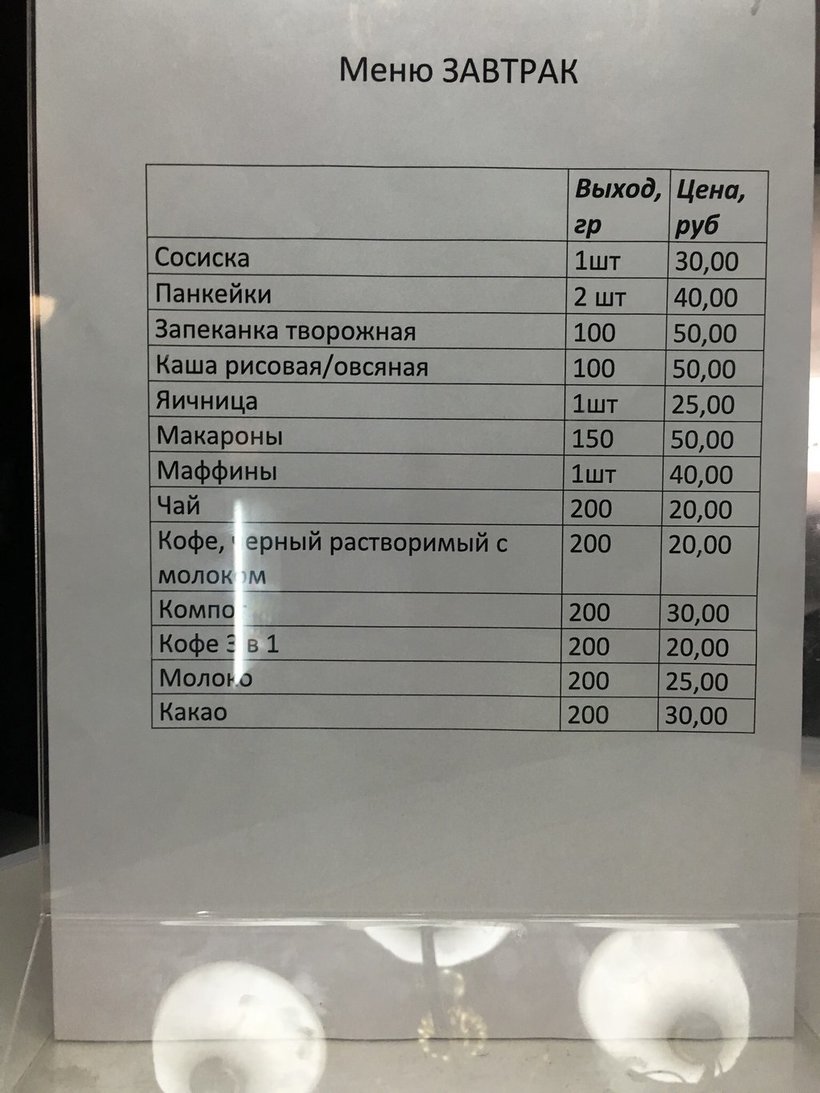 Меню ЗАВТРАК
Выход, гр Цена, руб
Сосиска 1шт 30,00
Панкейки 2 шт 40,00
Запеканка творожная 100 50,00
Каша рисовая/овсяная 100 50,00
Яичница 1шт 25,00
Макароны 150 50,00
Маффины 1шт 40,00
Чай 200 20,00
Кофе, черный растворимый с 200 20,00
молоком
Компот 200 30,00
Кофе 3 в 1 200 20,00
Молоко 200 25,00
Какао 200 30,00